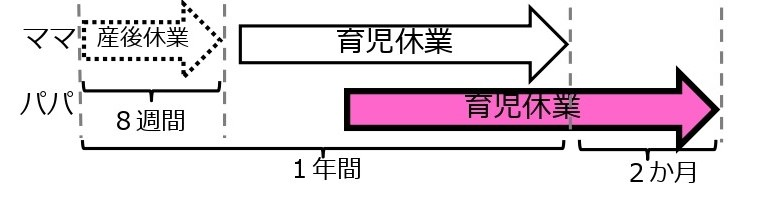 ママ 産後休業 育児休業
パパ 育児休業
８週間
１年間
２か月